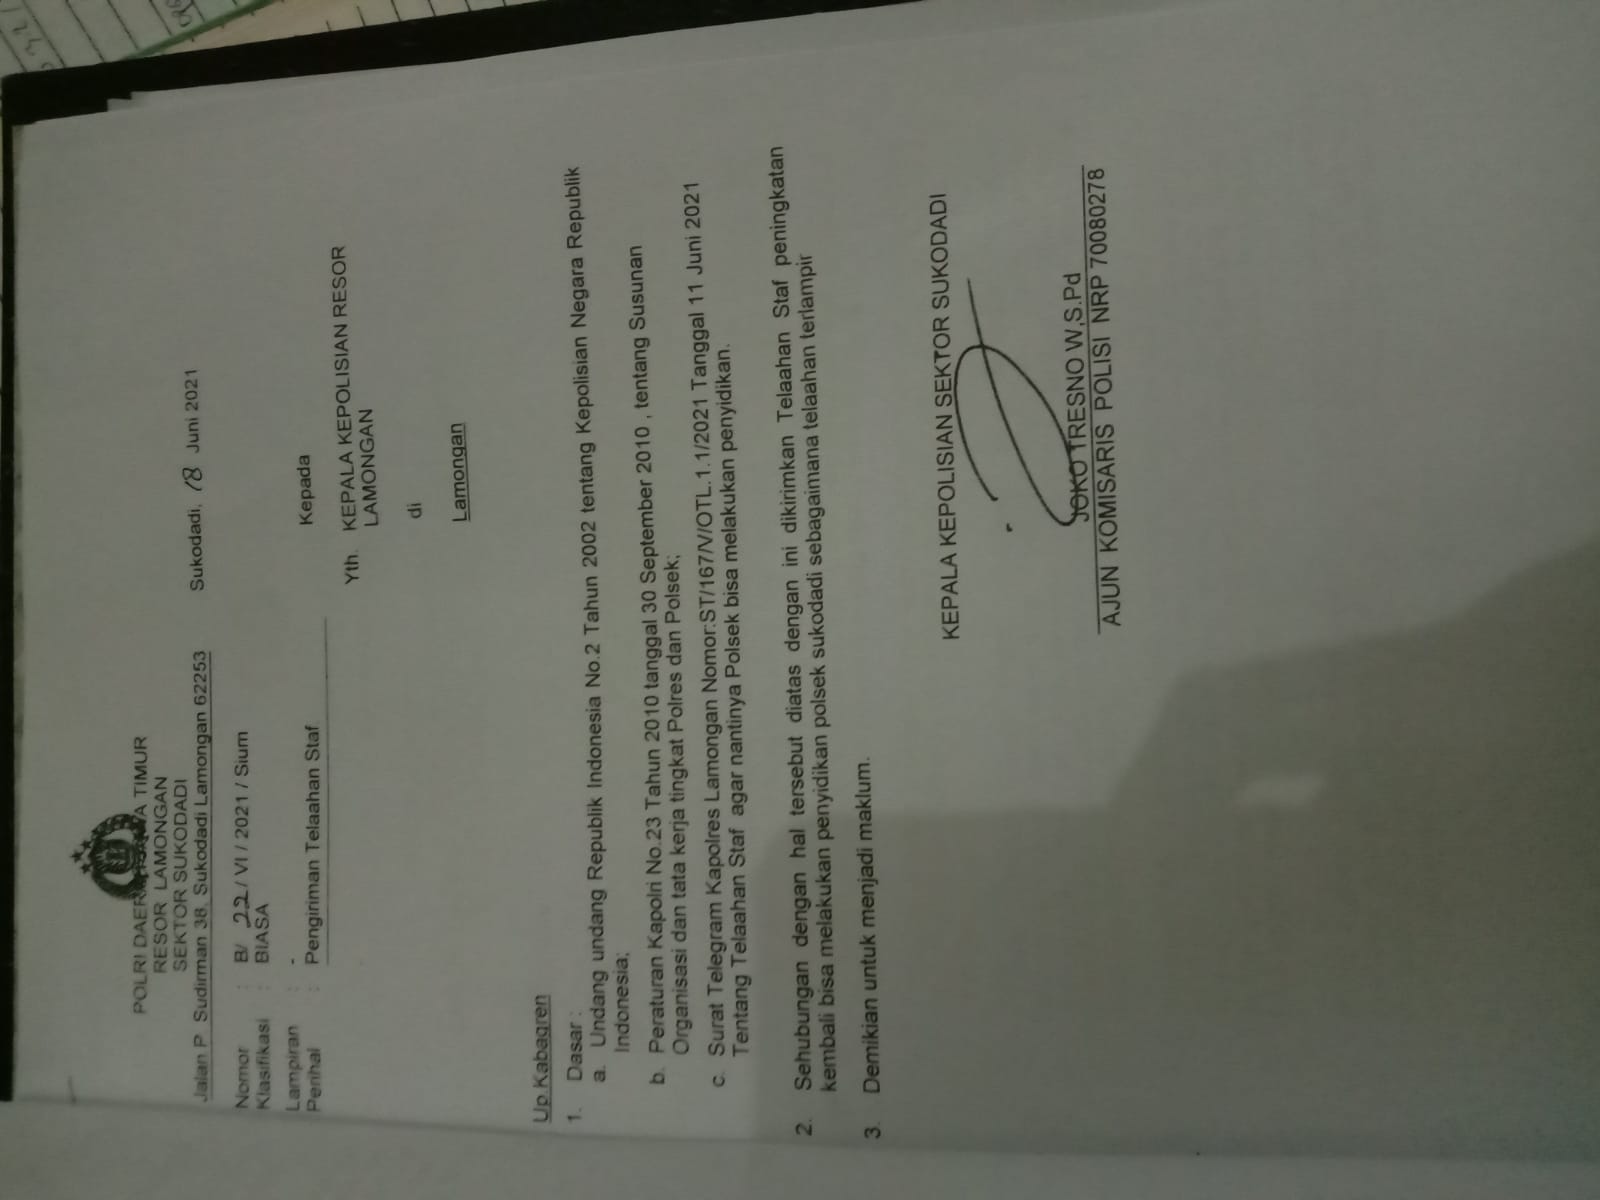 POLRI DAERAH JAWA TIMUR
RESOR LAMONGAN
SEKTOR SUKODADI
Jalan P. Sudirman 38, Sukodadi Lamongan 62253
Sukodadi, 18 Juni 2021
Nomor : B/ 22 / VI / 2021 / Sium
Klasifikasi : BIASA
Lampiran : -
Perihal : Pengiriman Telaahan Staf
Kepada
Yth. KEPALA KEPOLISIAN RESOR
LAMONGAN
di
Lamongan
Up.Kabagren
1. Dasar :
a. Undang undang Republik Indonesia No.2 Tahun 2002 tentang Kepolisian Negara Republik
Indonesia;
b. Peraturan Kapolri No.23 Tahun 2010 tanggal 30 September 2010 , tentang Susunan
Organisasi dan tata kerja tingkat Polres dan Polsek;
c. Surat Telegram Kapolres Lamongan Nomor:ST/167/V/OTL.1.1/2021 Tanggal 11 Juni 2021
Tentang Telaahan Staf agar nantinya Polsek bisa melakukan penyidikan.
2. Sehubungan dengan hal tersebut diatas dengan ini dikirimkan Telaahan Staf peningkatan
kembali bisa melakukan penyidikan polsek sukodadi sebagaimana telaahan terlampir
3. Demikian untuk menjadi maklum.
KEPALA KEPOLISIAN SEKTOR SUKODADI
JOKO TRESNO W,S.Pd
AJUN KOMISARIS POLISI NRP 70080278